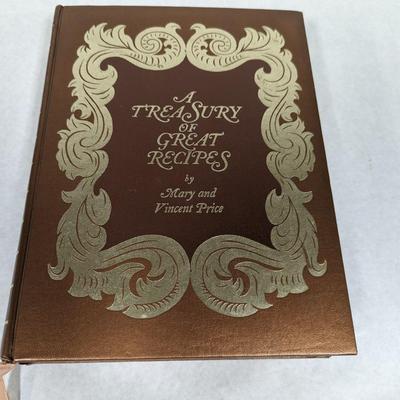 A
TREASURY
OF
GREAT
RECIPES
by
Mary and
Vincent Price